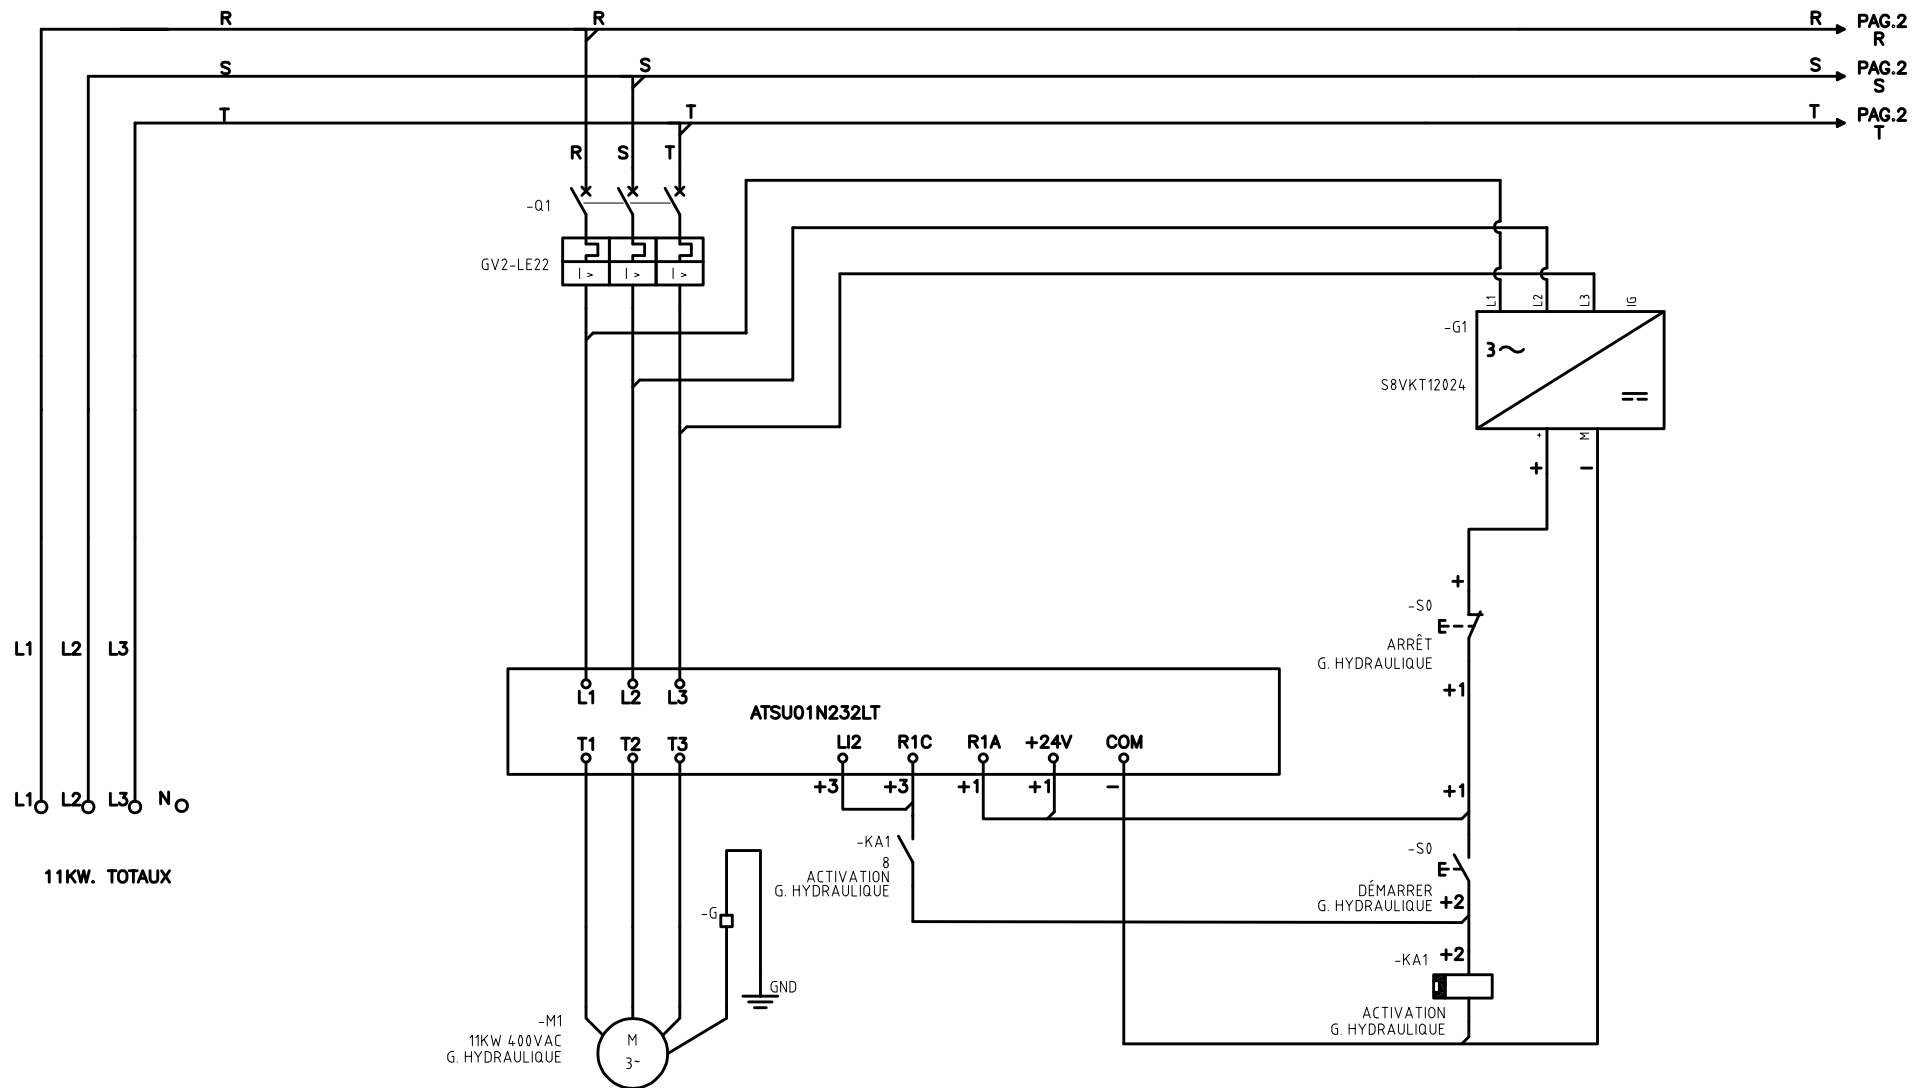 R R R PAG.2
R
S S S PAG.2
S
T T T PAG.2
T
R S T
-Q1
GV2-LE22
I > I > I >
L1 L2 L3 IG
-G1
3
S8VKT12024
+ M
+ -
+
-S0
E
ARRÊT
G. HYDRAULIQUE
+1
L1 L2 L3
L1 L2 L3
ATSU01N232LT
T1 T2 T3 LI2 R1C R1A +24V COM
+3 +3 +1 +1 - +1
L1 L2 L3 N
11KW. TOTAUX
-KA1
8
ACTIVATION
G. HYDRAULIQUE
-S0
E
DÉMARRER
G. HYDRAULIQUE +2
-G
-KA1 +2
GND
ACTIVATION
G. HYDRAULIQUE
-M1
11KW 400VAC
G. HYDRAULIQUE
M
3~